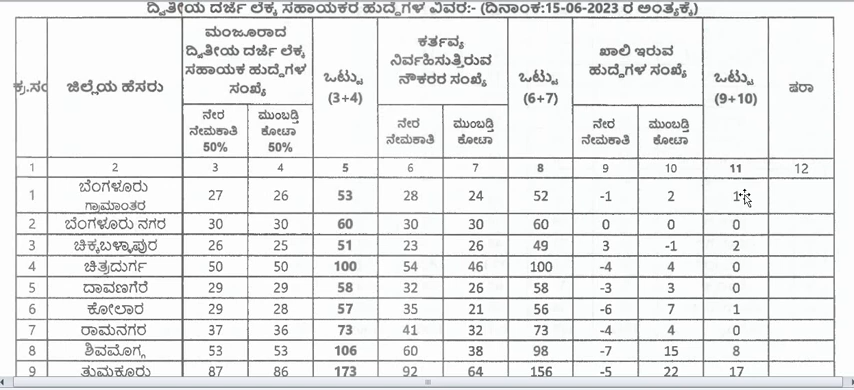 ದ್ವಿತೀಯ ದರ್ಜೆ ಲೆಕ್ಕ ಸಹಾಯಕರ ಹುದ್ದೆಗಳ ವಿವರ:- (ದಿನಾಂಕ:15-06-2023 ರ ಅಂತ್ಯಕ್ಕೆ)
ಕ್ರ.ಸಂ ಜಿಲ್ಲೆಯ ಹೆಸರು ಮಂಜೂರಾದ ದ್ವಿತೀಯ ದರ್ಜೆ ಲೆಕ್ಕ ಸಹಾಯಕ ಹುದ್ದೆಗಳ ಸಂಖ್ಯೆ ಒಟ್ಟು (3+4) ಕರ್ತವ್ಯ ನಿರ್ವಹಿಸುತ್ತಿರುವ ನೌಕರರ ಸಂಖ್ಯೆ ಒಟ್ಟು (6+7) ಖಾಲಿ ಇರುವ ಹುದ್ದೆಗಳ ಸಂಖ್ಯೆ ಒಟ್ಟು (9+10) ಷರಾ
ನೇರ ನೇಮಕಾತಿ 50% ಮುಂಬಡ್ತಿ ಕೋಟಾ 50% ನೇರ ನೇಮಕಾತಿ ಮುಂಬಡ್ತಿ ಕೋಟಾ ನೇರ ನೇಮಕಾತಿ ಮುಂಬಡ್ತಿ ಕೋಟಾ
1 2 3 4 5 6 7 8 9 10 11 12
1 ಬೆಂಗಳೂರು ಗ್ರಾಮಾಂತರ 27 26 53 28 24 52 -1 2 1
2 ಬೆಂಗಳೂರು ನಗರ 30 30 60 30 30 60 0 0 0
3 ಚಿಕ್ಕಬಳ್ಳಾಪುರ 26 25 51 23 26 49 3 -1 2
4 ಚಿತ್ರದುರ್ಗ 50 50 100 54 46 100 -4 4 0
5 ದಾವಣಗೆರೆ 29 29 58 32 26 58 -3 3 0
6 ಕೋಲಾರ 29 28 57 35 21 56 -6 7 1
7 ರಾಮನಗರ 37 36 73 41 32 73 -4 4 0
8 ಶಿವಮೊಗ್ಗ 53 53 106 60 38 98 -7 15 8
9 ತುಮಕೂರು 87 86 173 92 64 156 -5 22 17